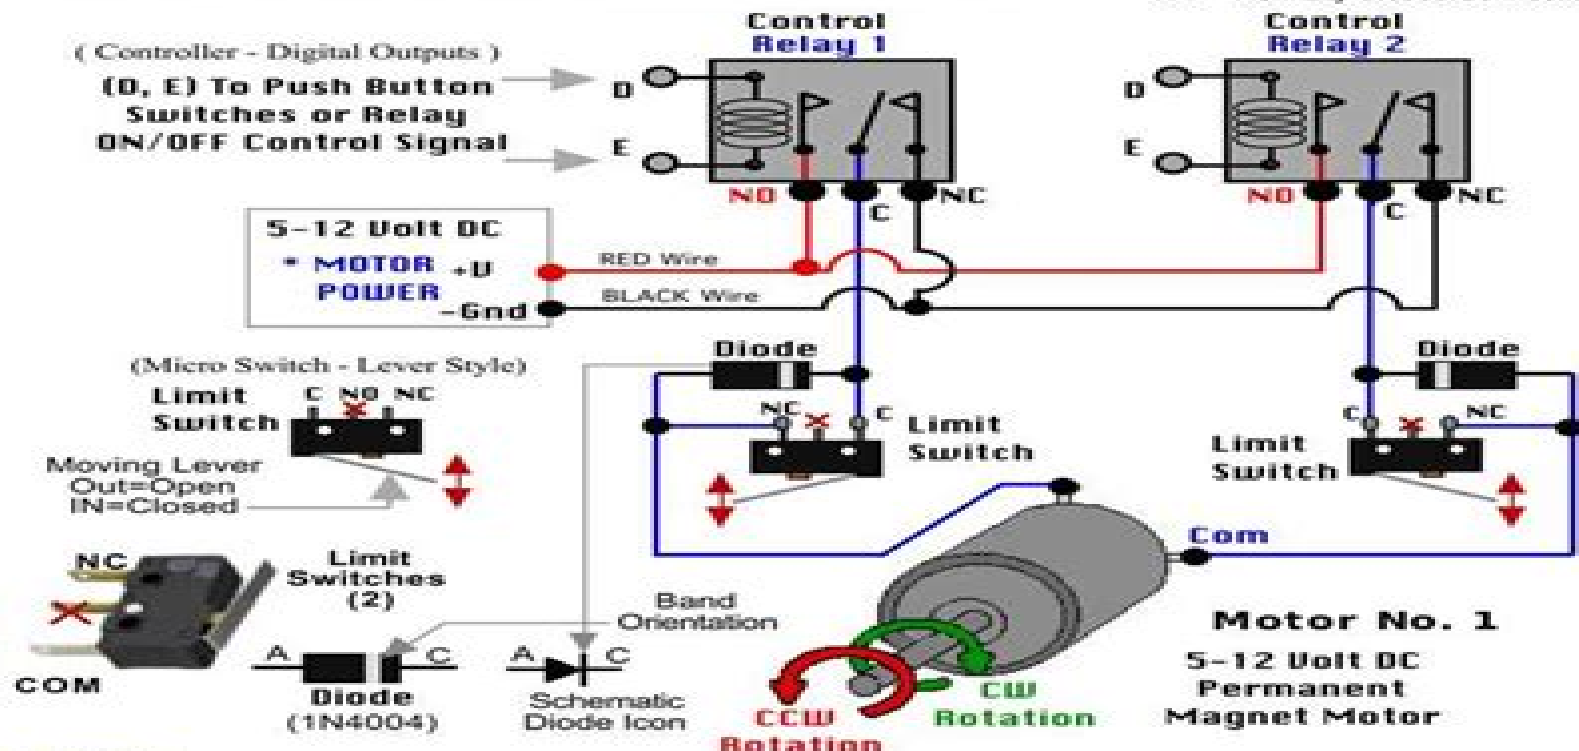 Control
Relay 1
Control
Relay 2
( Controller - Digital Outputs )
(D, E) To Push Button
Switches or Relay
ON/OFF Control Signal
D
E
D
E
NO
C
NC
NO
C
NC
5-12 Volt DC
* MOTOR
POWER
+V
-Gnd
RED Wire
BLACK Wire
(Micro Switch - Lever Style)
Limit
Switch
C NO NC
Moving Lever
Out=Open
IN=Closed
Diode
NC
C
Limit
Switch
Diode
C
NC
Limit
Switch
Com
NC
COM
Limit
Switches
(2)
Band
Orientation
A
C
Diode
(1N4004)
A
C
Schematic
Diode Icon
CCW
Rotation
CW
Rotation
Motor No. 1
5-12 Volt DC
Permanent
Magnet Motor